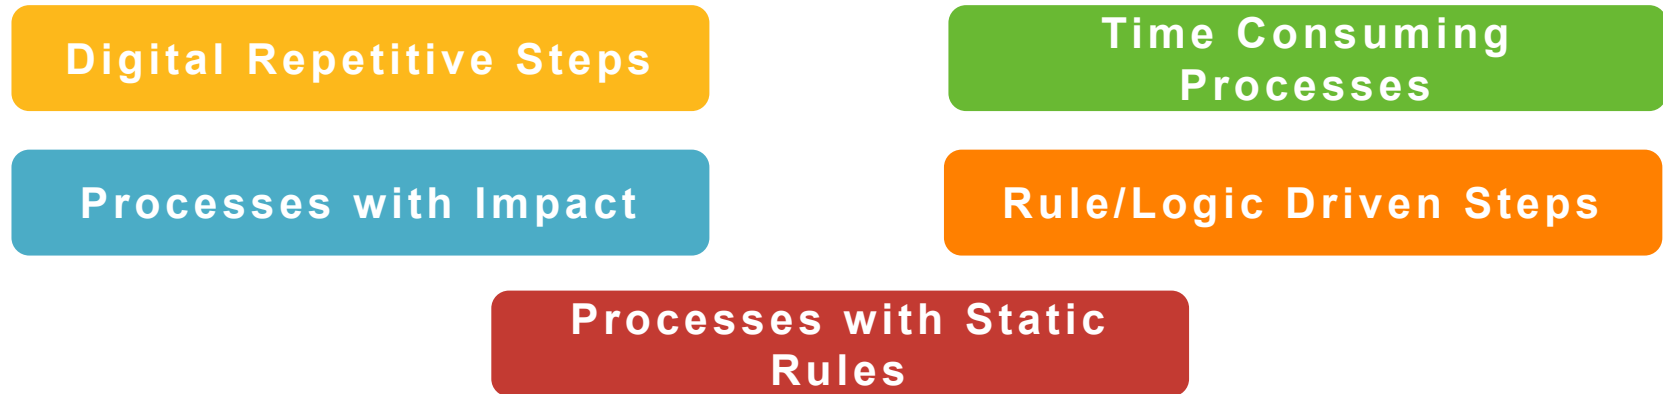 Digital Repetitive Steps
Time Consuming
Processes
Processes with Impact
Rule/Logic Driven Steps
Processes with Static
Rules